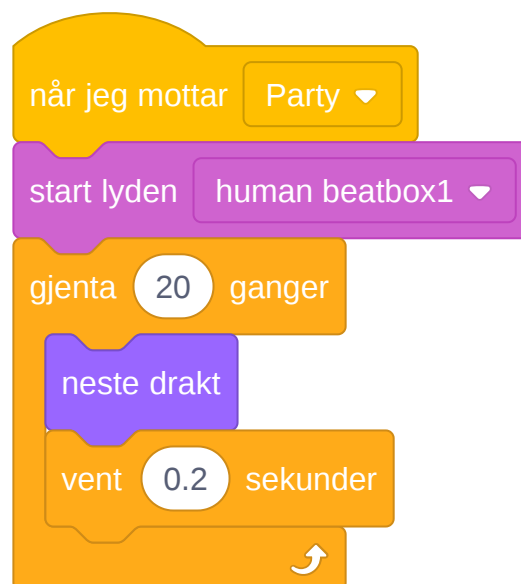 når jeg mottar Party
start lyden human beatbox1
gjenta 20 ganger
neste drakt
vent 0.2 sekunder